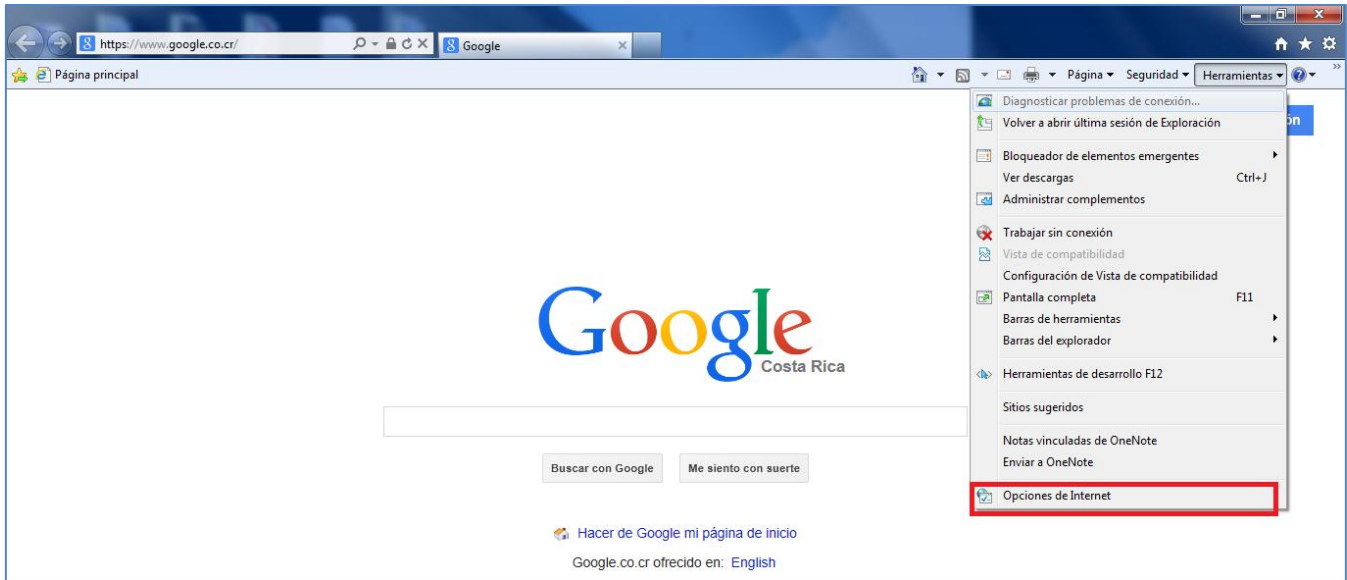 https://www.google.co.cr/
Google
Página principal
Página Seguridad Herramientas
Diagnosticar problemas de conexión...
Volver a abrir última sesión de Exploración
ón
Bloqueador de elementos emergentes
Ver descargas Ctrl+J
Administrar complementos
Trabajar sin conexión
Vista de compatibilidad
Configuración de Vista de compatibilidad
Pantalla completa F11
Barras de herramientas
Barras del explorador
Herramientas de desarrollo F12
Sitios sugeridos
Notas vinculadas de OneNote
Enviar a OneNote
Opciones de Internet
Google
Costa Rica
Buscar con Google Me siento con suerte
Hacer de Google mi página de inicio
Google.co.cr ofrecido en: English